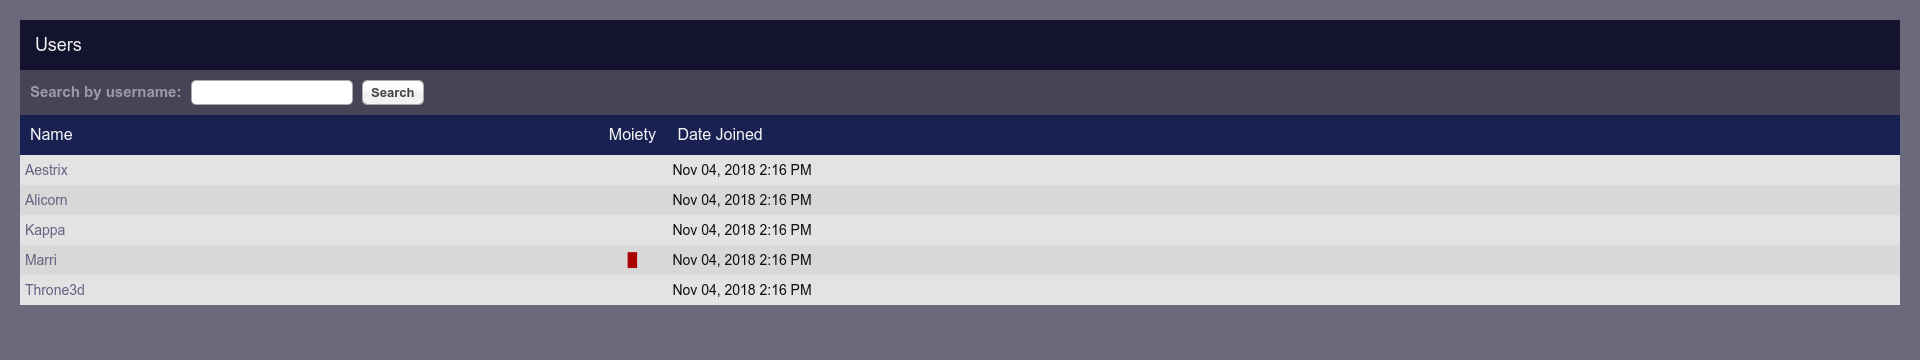 Users
Search by username: Search
Name Moiety Date Joined
Aestrix Nov 04, 2018 2:16 PM
Alicorn Nov 04, 2018 2:16 PM
Kappa Nov 04, 2018 2:16 PM
Marri Nov 04, 2018 2:16 PM
Throne3d Nov 04, 2018 2:16 PM